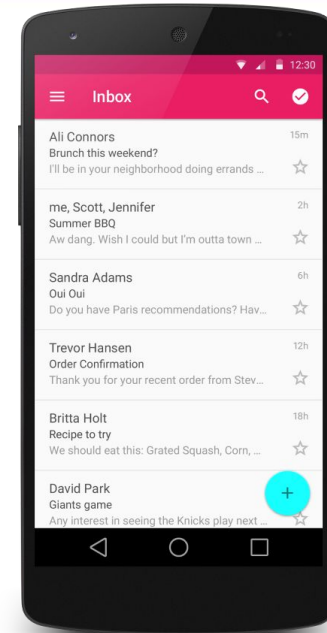 12:30
Inbox
Ali Connors 15m
Brunch this weekend?
I'll be in your neighborhood doing errands ...
me, Scott, Jennifer 2h
Summer BBQ
Aw dang. Wish I could but I'm outta town ...
Sandra Adams 6h
Oui Oui
Do you have Paris recommendations? Hav...
Trevor Hansen 12h
Order Confirmation
Thank you for your recent order from Stev...
Britta Holt 18h
Recipe to try
We should eat this: Grated Squash, Corn, ...
David Park
Giants game
Any interest in seeing the Knicks play next ...